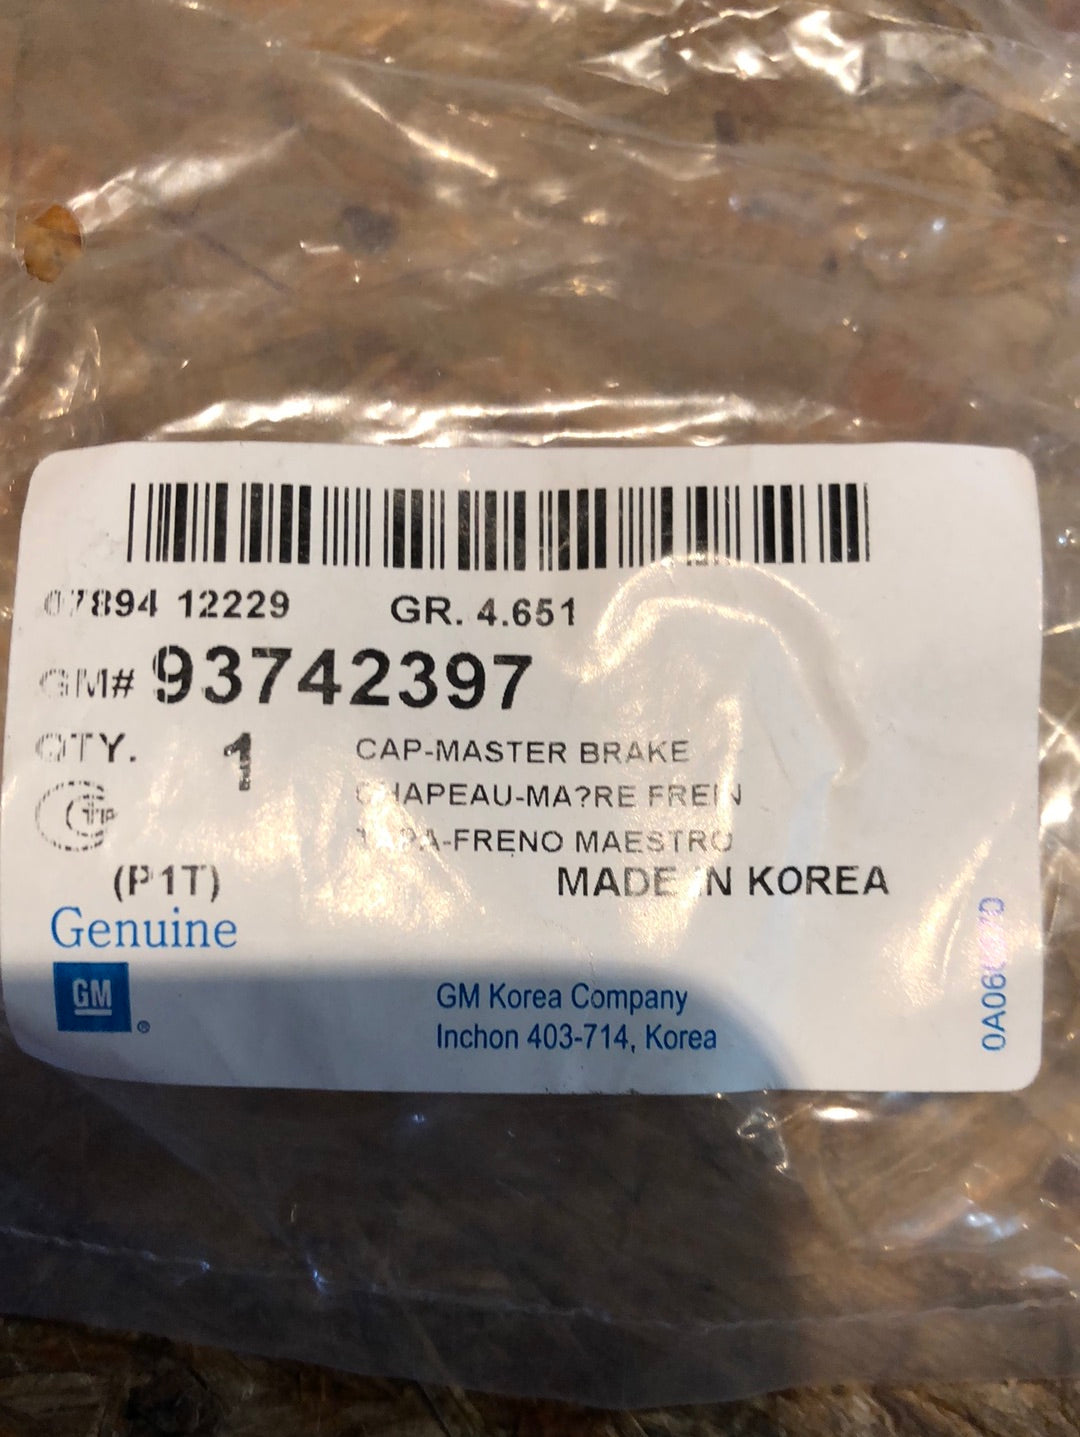 07894 12229 GR. 4.651
GM# 93742397
QTY. 1 CAP-MASTER BRAKE
CHAPEAU-MA?RE FREIN
TAPA-FRENO MAESTRO
(P1T) MADE IN KOREA
Genuine
GM ®
GM Korea Company
Inchon 403-714, Korea